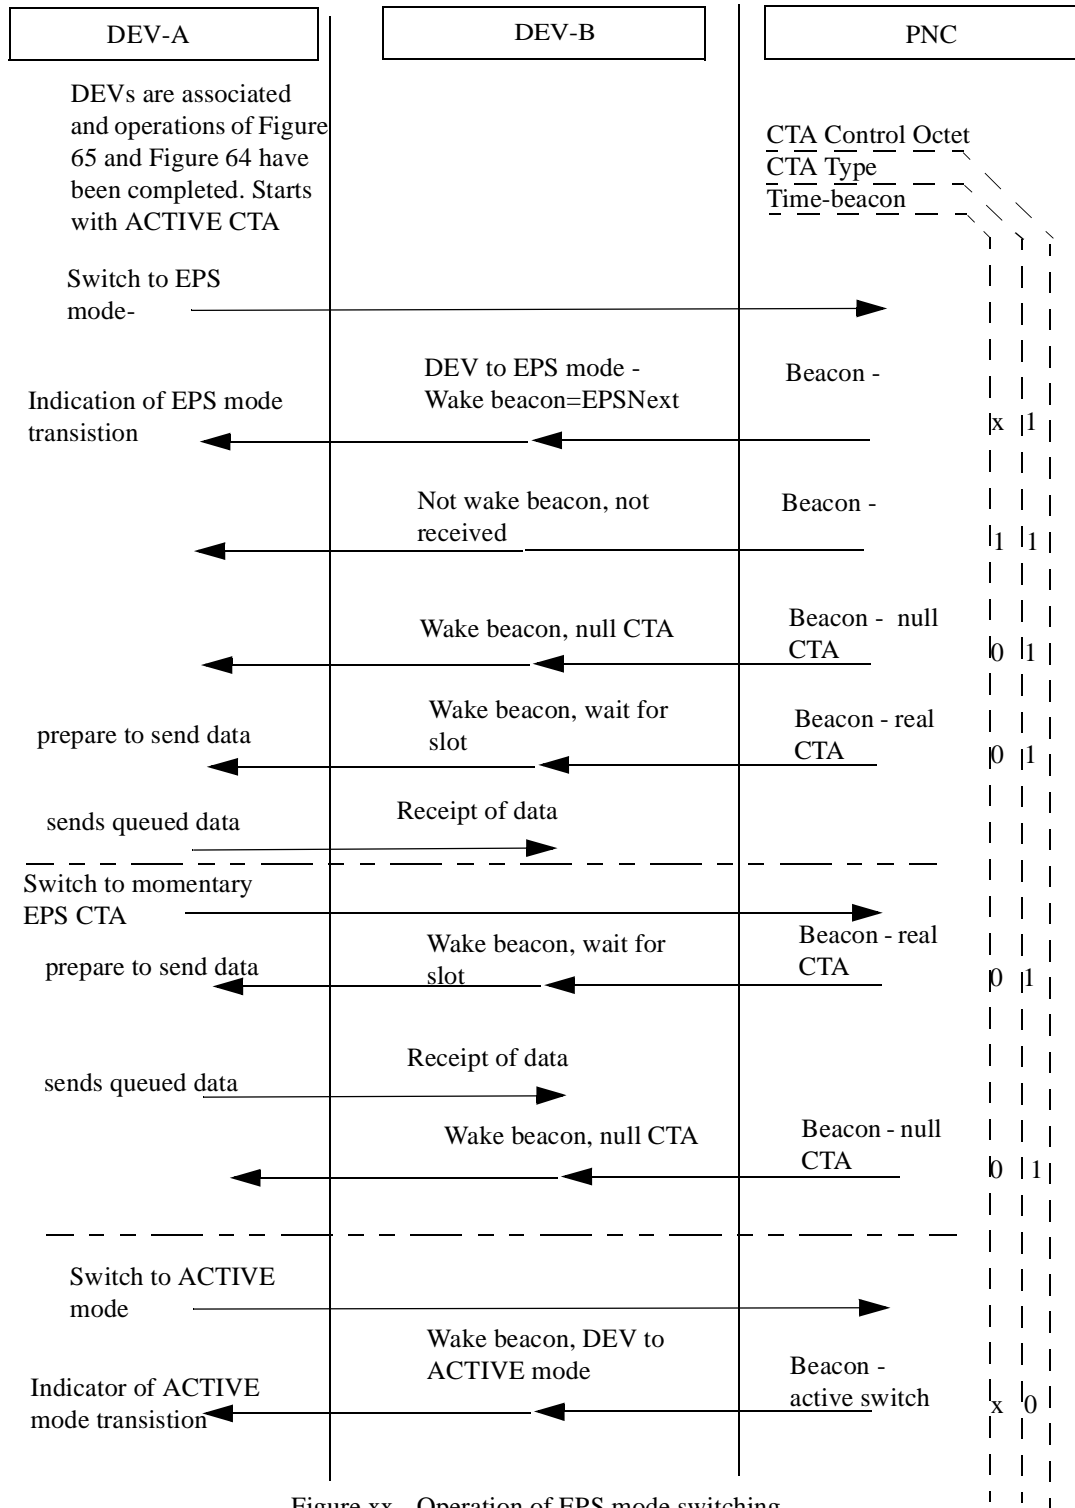 DEV-A
DEV-B
PNC
DEVs are associated
and operations of Figure
65 and Figure 64 have
been completed. Starts
with ACTIVE CTA
CTA Control Octet
CTA Type
Time-beacon
Switch to EPS
mode-
DEV to EPS mode -
Wake beacon=EPSNext
Beacon -
Indication of EPS mode
transistion
x 1
Not wake beacon, not
received
Beacon -
1 1
Wake beacon, null CTA
Beacon - null
CTA
0 1
prepare to send data
Wake beacon, wait for
slot
Beacon - real
CTA
0 1
sends queued data
Receipt of data
Switch to momentary
EPS CTA
prepare to send data
Wake beacon, wait for
slot
Beacon - real
CTA
0 1
sends queued data
Receipt of data
Wake beacon, null CTA
Beacon - null
CTA
0 1
Switch to ACTIVE
mode
Wake beacon, DEV to
ACTIVE mode
Beacon -
active switch
Indicator of ACTIVE
mode transistion
x 0
Figure xx - Operation of EPS mode switching